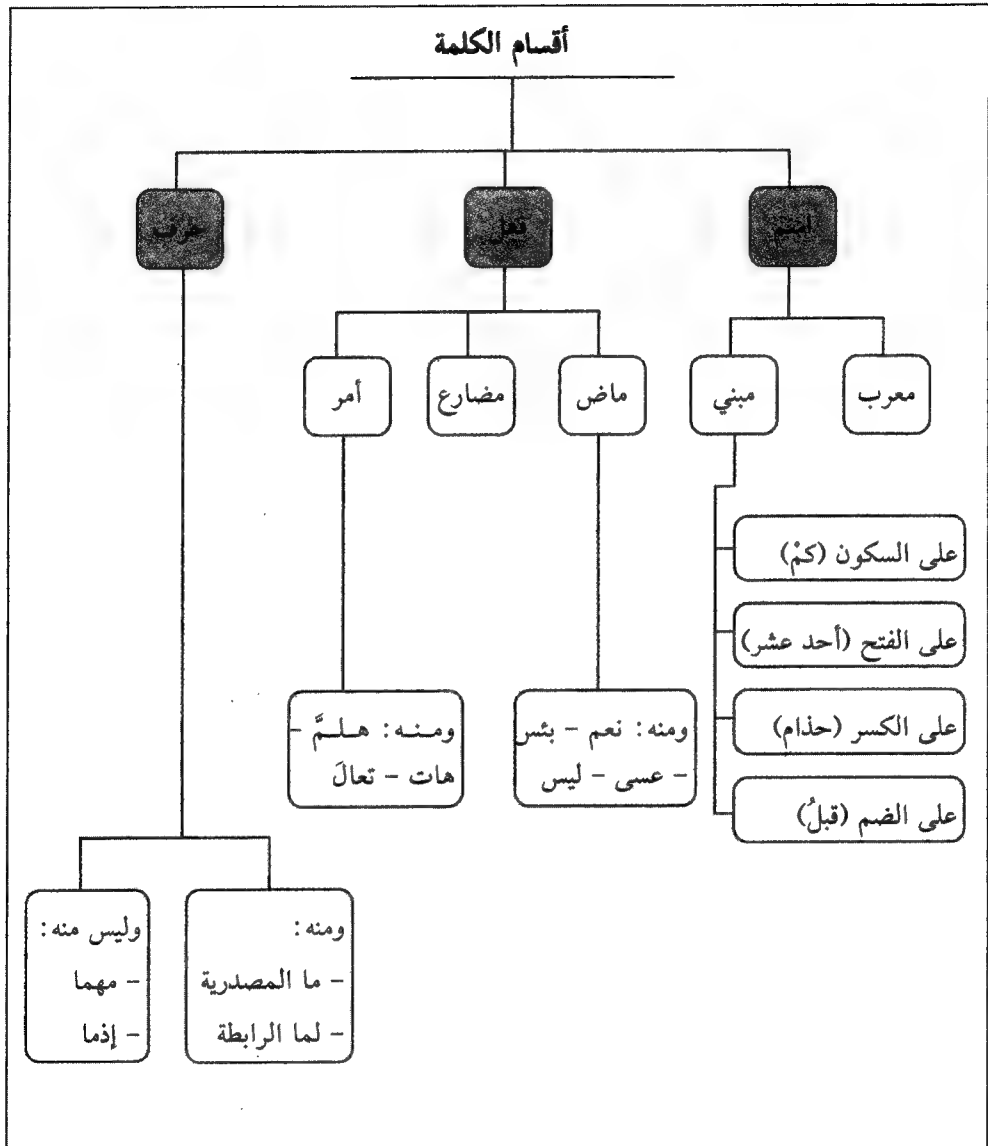 أقسام الكلمة
اسم
فعل
حرف
معرب
مبني
ماض
مضارع
أمر
على السكون (كمْ)
على الفتح (أحد عشر)
على الكسر (حذام)
على الضم (قبلُ)
ومنه: نعم – بئس
– عسى – ليس
ومنه: هلمَّ –
هات – تعالَ
ومنه:
– ما المصدرية
– لما الرابطة
وليس منه:
– مهما
– إذما